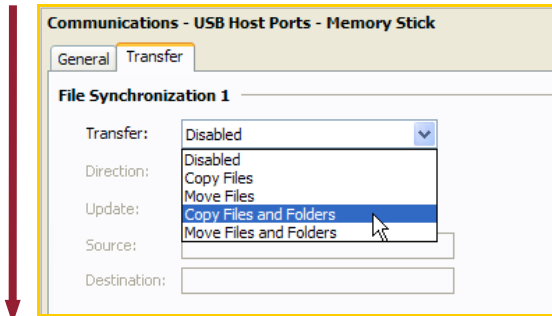 Communications - USB Host Ports - Memory Stick
General Transfer
File Synchronization 1
Transfer: Disabled
Disabled
Direction:
Copy Files
Move Files
Update:
Copy Files and Folders
Source:
Move Files and Folders
Destination: